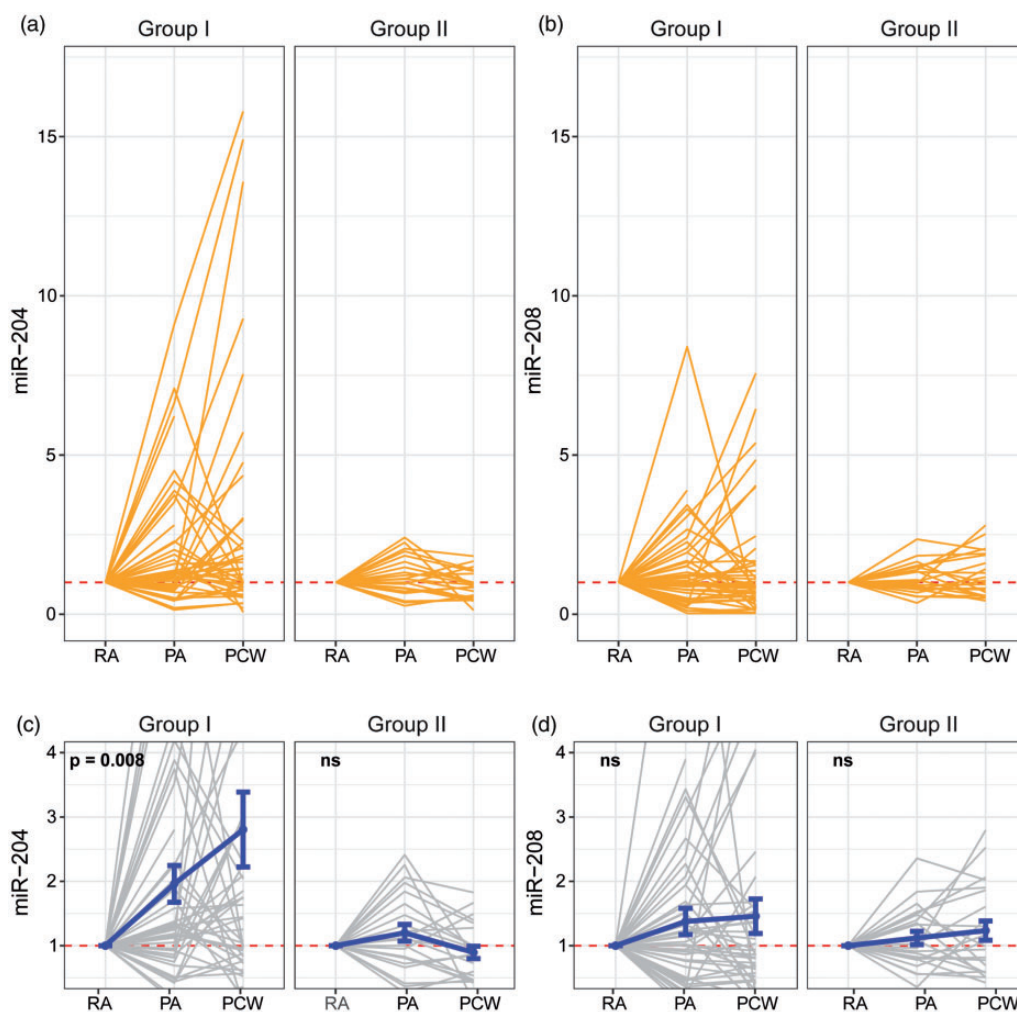 (a) Group I Group II (b) Group I Group II
miR-204
15
10
5
0
RA PA PCW RA PA PCW
miR-208
15
10
5
0
RA PA PCW RA PA PCW
(c) Group I Group II (d) Group I Group II
miR-204
4
3
2
1
p = 0.008 ns
RA PA PCW RA PA PCW
miR-208
4
3
2
1
ns ns
RA PA PCW RA PA PCW